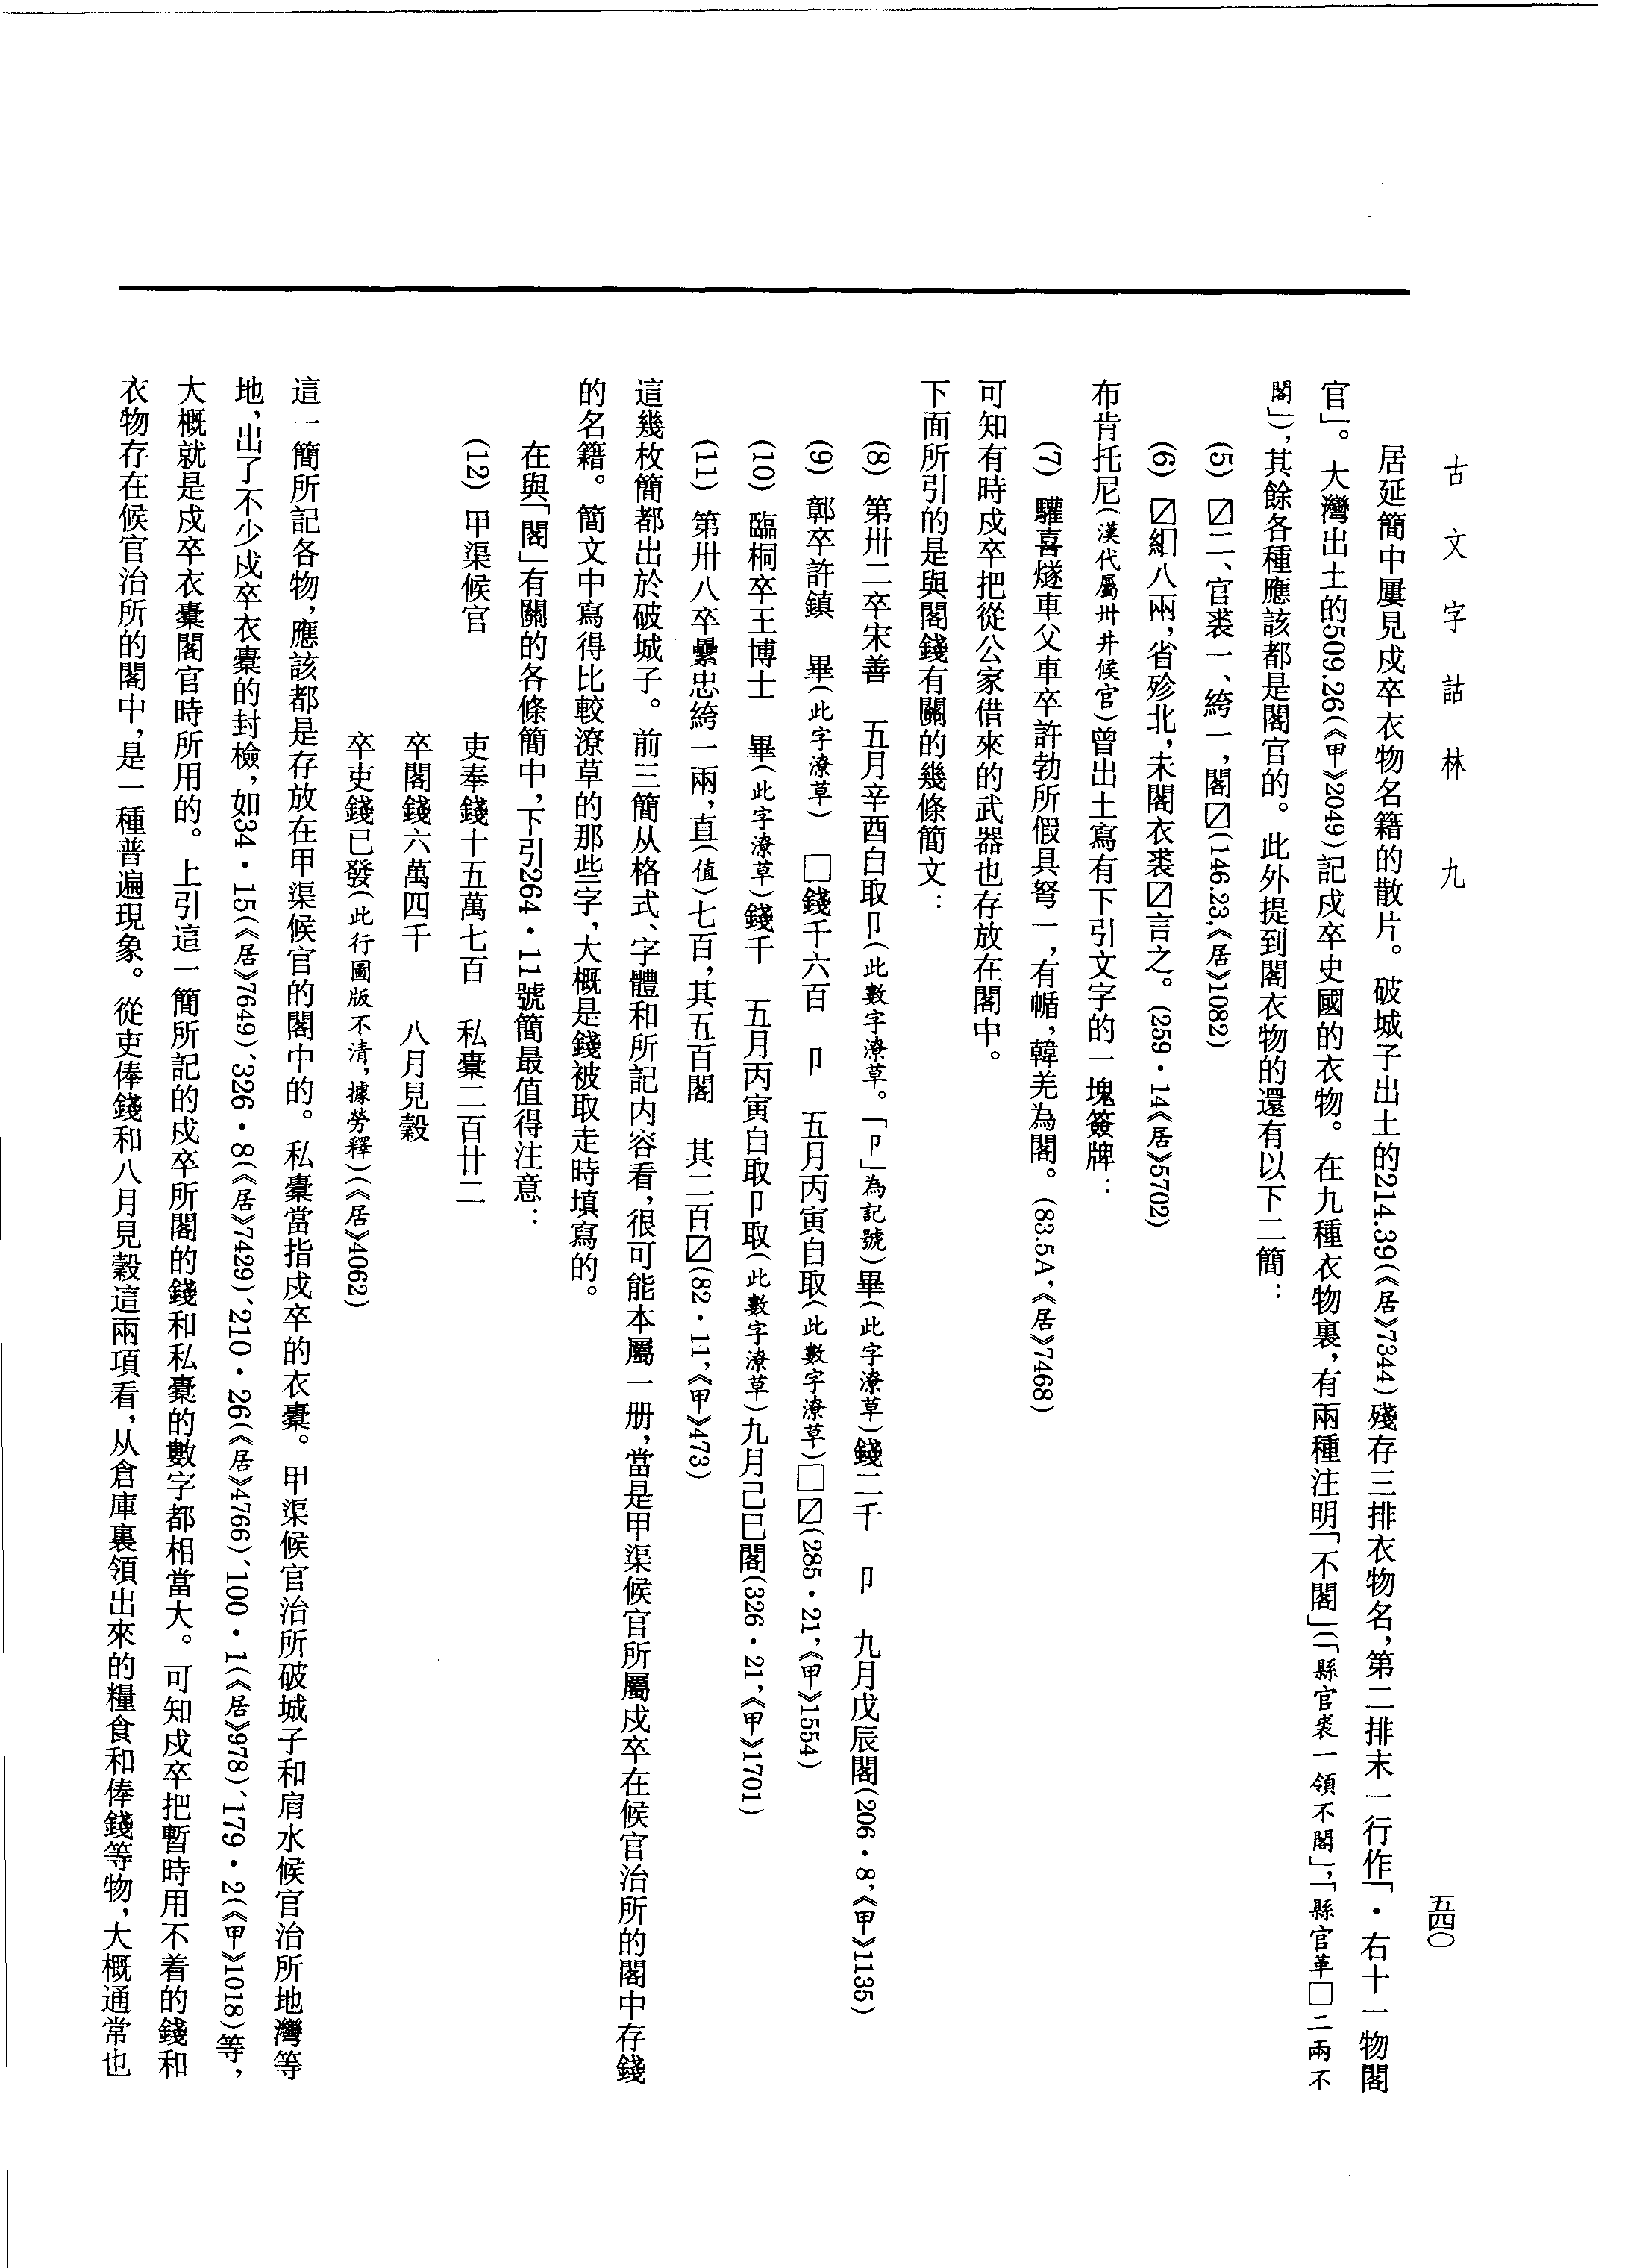 古文字詁林　九
五四〇
居延簡中屢見戍卒衣物名籍的散片。破城子出土的214.39(《居》7344)殘存三排衣物名，第二排末一行作「·右十一物閣
官」。大灣出土的509.26(《甲》2049)記戍卒史國的衣物。在九種衣物裏，有兩種注明「不閣」(「縣官裘一領不閣」，「縣官革□二兩不
閣」)，其餘各種應該都是閣官的。此外提到閣衣物的還有以下二簡：
(5) ☑二、官裘一、絝一，閣☑(146.23，《居》1082)
(6) ☑糺八兩，省殄北，未閣衣裘☑言之。(259·14《居》5702)
布肯托尼(漢代屬卅井候官)曾出土寫有下引文字的一塊簽牌：
(7) 驩喜燧車父車卒許勃所假具弩一，有㡓，韓羌為閣。(83.5A，《居》7468)
可知有時戍卒把從公家借來的武器也存放在閣中。
下面所引的是與閣錢有關的幾條簡文：
(8) 第卅二卒宋善　五月辛酉自取卩(此數字潦草。「卩」為記號)畢(此字潦草)錢二千　卩　九月戊辰閣(206·8，《甲》1135)
(9) 鄣卒許鎮　畢(此字潦草)　□錢千六百　卩　五月丙寅自取(此數字潦草)□☑(285·21，《甲》1554)
(10) 臨桐卒王博士　畢(此字潦草)錢千　五月丙寅自取卩取(此數字潦草)九月己巳閣(326·21，《甲》1701)
(11) 第卅八卒纍忠絝一兩，直(值)七百，其五百閣　其二百☑(82·11，《甲》473)
這幾枚簡都出於破城子。前三簡从格式、字體和所記內容看，很可能本屬一册，當是甲渠候官所屬戍卒在候官治所的閣中存錢
的名籍。簡文中寫得比較潦草的那些字，大概是錢被取走時填寫的。
在與「閣」有關的各條簡中，下引264·11號簡最值得注意：
(12) 甲渠候官　吏奉錢十五萬七百　私橐二百廿二
卒閣錢六萬四千　八月見穀
卒吏錢已發(此行圖版不清，據勞釋)(《居》4062)
這一簡所記各物，應該都是存放在甲渠候官的閣中的。私橐當指戍卒的衣橐。甲渠候官治所破城子和肩水候官治所地灣等
地，出了不少戍卒衣橐的封檢，如34·15(《居》7649)、326·8(《居》7429)、210·26(《居》4766)、100·1(《居》978)、179·2(《甲》1018)等，
大概就是戍卒衣橐閣官時所用的。上引這一簡所記的戍卒所閣的錢和私橐的數字都相當大。可知戍卒把暫時用不着的錢和
衣物存在候官治所的閣中，是一種普遍現象。從吏俸錢和八月見穀這兩項看，从倉庫裏領出來的糧食和俸錢等物，大概通常也